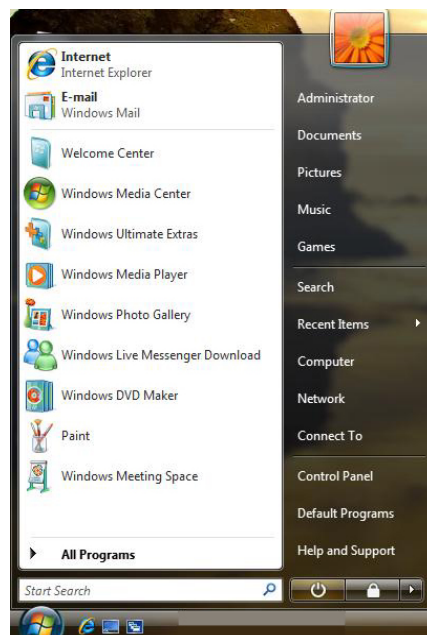 Internet
Internet Explorer
E-mail
Windows Mail
Welcome Center
Windows Media Center
Windows Ultimate Extras
Windows Media Player
Windows Photo Gallery
Windows Live Messenger Download
Windows DVD Maker
Paint
Windows Meeting Space
All Programs
Start Search
Administrator
Documents
Pictures
Music
Games
Search
Recent Items
Computer
Network
Connect To
Control Panel
Default Programs
Help and Support